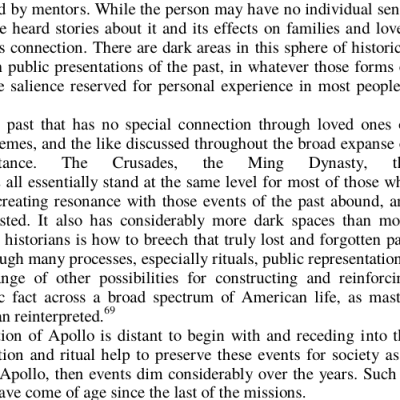 d by mentors. While the person may have no individual sen
e heard stories about it and its effects on families and love
s connection. There are dark areas in this sphere of historic
n public presentations of the past, in whatever those forms
e salience reserved for personal experience in most people
past that has no special connection through loved ones
emes, and the like discussed throughout the broad expanse
tance. The Crusades, the Ming Dynasty, th
all essentially stand at the same level for most of those wh
creating resonance with those events of the past abound, an
sted. It also has considerably more dark spaces than mo
historians is how to breech that truly lost and forgotten pa
ugh many processes, especially rituals, public representation
nge of other possibilities for constructing and reinforcin
c fact across a broad spectrum of American life, as mast
an reinterpreted.69
tion of Apollo is distant to begin with and receding into th
tion and ritual help to preserve these events for society as
Apollo, then events dim considerably over the years. Such
ave come of age since the last of the missions.